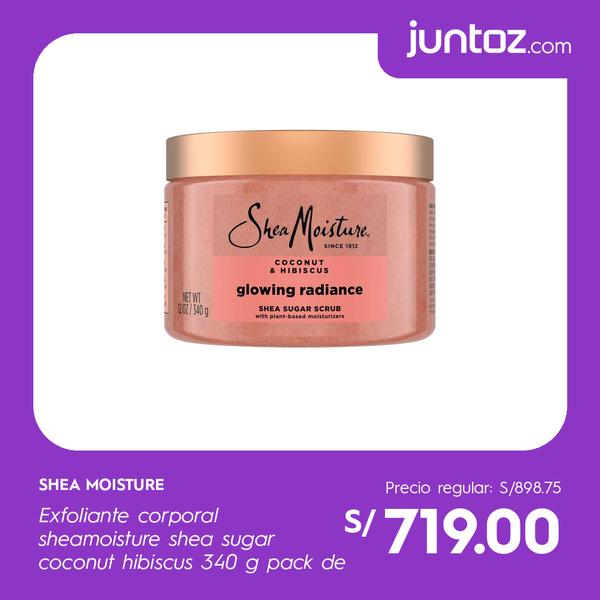 juntoz.com
Shea Moisture®
SINCE 1912
COCONUT
& HIBISCUS
glowing radiance
SHEA SUGAR SCRUB
with plant-based moisturizers
NET WT
12 OZ / 340 g
SHEA MOISTURE
Precio regular: S/898.75
Exfoliante corporal
sheamoisture shea sugar
coconut hibiscus 340 g pack de
S/ 719.00